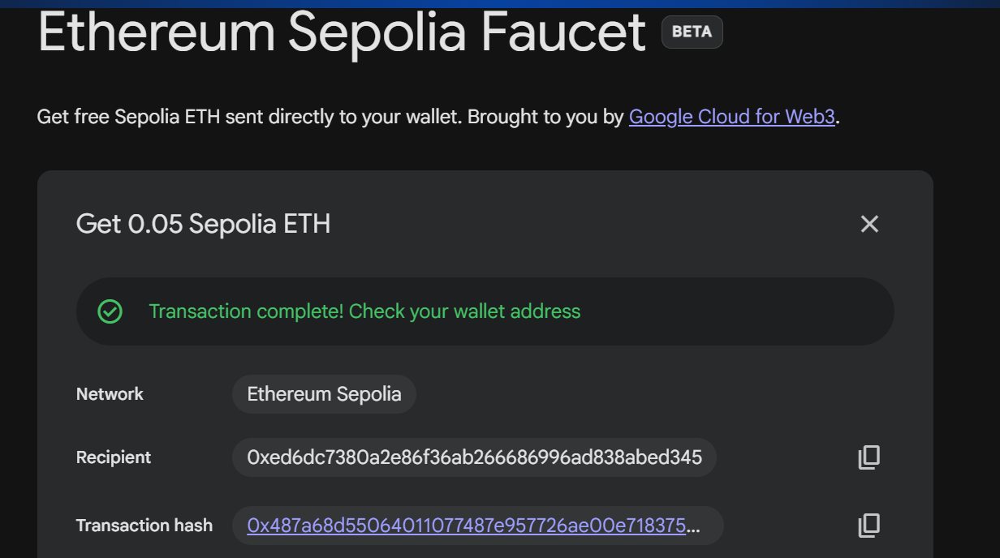 Ethereum Sepolia Faucet BETA
Get free Sepolia ETH sent directly to your wallet. Brought to you by Google Cloud for Web3.
Get 0.05 Sepolia ETH
Transaction complete! Check your wallet address
Network Ethereum Sepolia
Recipient 0xed6dc7380a2e86f36ab266686996ad838abed345
Transaction hash 0x487a68d55064011077487e957726ae00e718375...